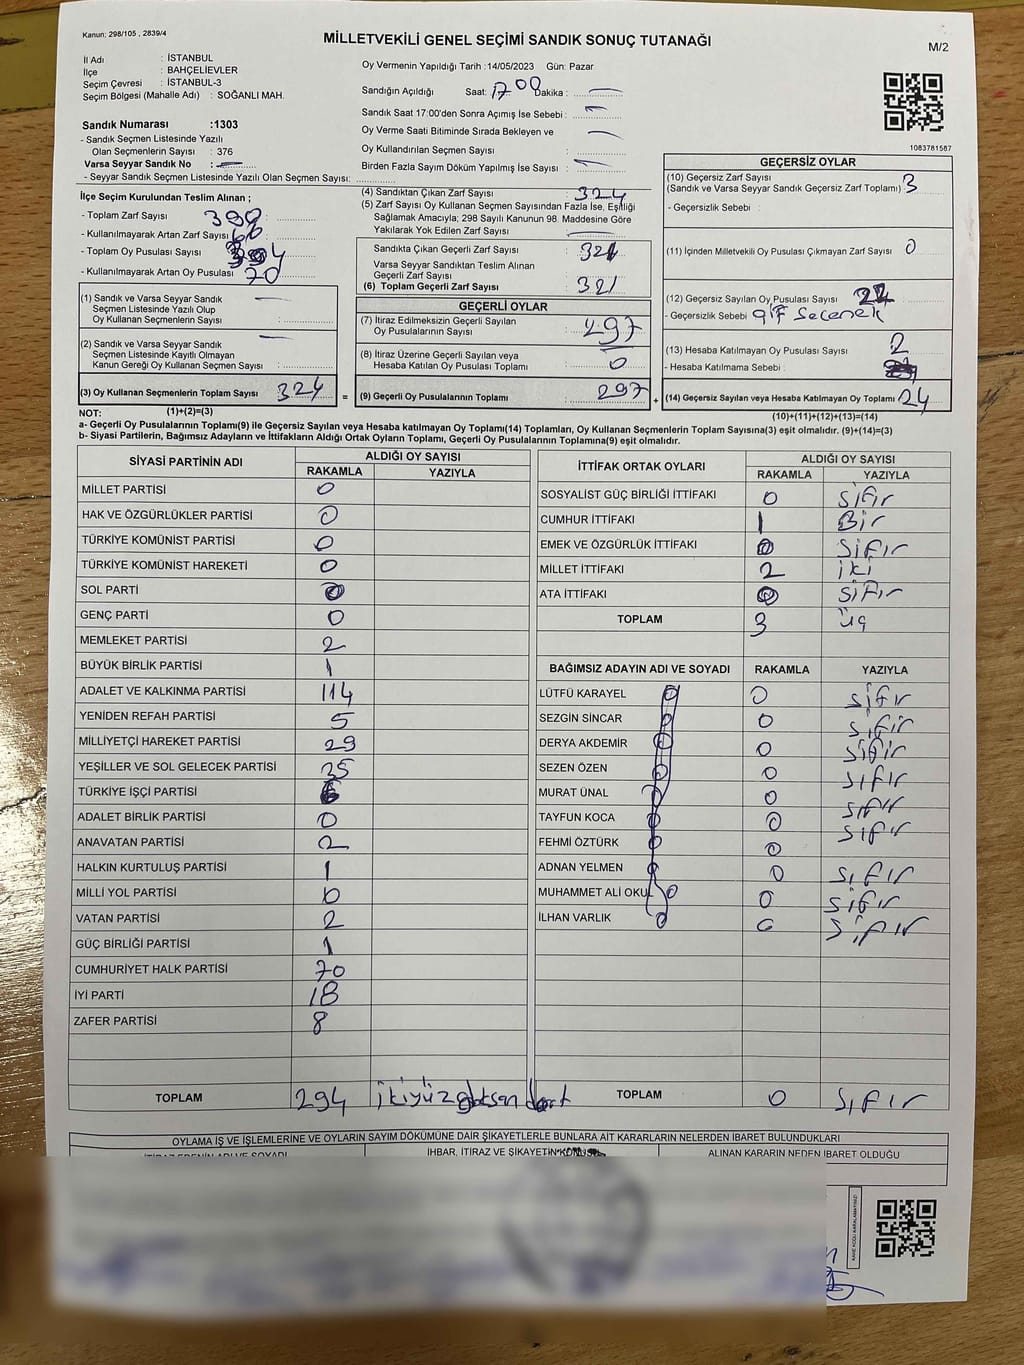 Kanun: 298/105 , 2839/4
MİLLETVEKİLİ GENEL SEÇİMİ SANDIK SONUÇ TUTANAĞI
M/2
İl Adı : İSTANBUL
İlçe : BAHÇELİEVLER
Seçim Çevresi : İSTANBUL-3
Seçim Bölgesi (Mahalle Adı) : SOĞANLI MAH.
Sandık Numarası :1303
- Sandık Seçmen Listesinde Yazılı
Olan Seçmenlerin Sayısı : 376
Varsa Seyyar Sandık No :
- Seyyar Sandık Seçmen Listesinde Yazılı Olan Seçmen Sayısı:
İlçe Seçim Kurulundan Teslim Alınan ;
- Toplam Zarf Sayısı :
- Kullanılmayarak Artan Zarf Sayısı :
- Toplam Oy Pusulası Sayısı :
- Kullanılmayarak Artan Oy Pusulası : 70
(1) Sandık ve Varsa Seyyar Sandık
Seçmen Listesinde Yazılı Olup
Oy Kullanan Seçmenlerin Sayısı :
(2) Sandık ve Varsa Seyyar Sandık
Seçmen Listesinde Kayıtlı Olmayan
Kanun Gereği Oy Kullanan Seçmen Sayısı :
(3) Oy Kullanan Seçmenlerin Toplam Sayısı : 324 =
(1)+(2)=(3)
Oy Vermenin Yapıldığı Tarih :14/05/2023 Gün: Pazar
Sandığın Açıldığı Saat: 17 00 Dakika :
Sandık Saat 17:00'den Sonra Açımış İse Sebebi :
Oy Verme Saati Bitiminde Sırada Bekleyen ve
Oy Kullandırılan Seçmen Sayısı :
Birden Fazla Sayım Döküm Yapılmış İse Sayısı :
(4) Sandıktan Çıkan Zarf Sayısı : 324
(5) Zarf Sayısı Oy Kullanan Seçmen Sayısından Fazla İse, Eşitliği
Sağlamak Amacıyla; 298 Sayılı Kanunun 98. Maddesine Göre
Yakılarak Yok Edilen Zarf Sayısı :
Sandıkta Çıkan Geçerli Zarf Sayısı : 321
Varsa Seyyar Sandıktan Teslim Alınan
Geçerli Zarf Sayısı :
(6) Toplam Geçerli Zarf Sayısı : 321
GEÇERLİ OYLAR
(7) İtiraz Edilmeksizin Geçerli Sayılan
Oy Pusulalarının Sayısı : 297
(8) İtiraz Üzerine Geçerli Sayılan veya
Hesaba Katılan Oy Pusulası Toplamı : 0
(9) Geçerli Oy Pusulalarının Toplamı : 297 +
1083781587
GEÇERSİZ OYLAR
(10) Geçersiz Zarf Sayısı
(Sandık ve Varsa Seyyar Sandık Geçersiz Zarf Toplamı) : 3
- Geçersizlik Sebebi :
(11) İçinden Milletvekili Oy Pusulası Çıkmayan Zarf Sayısı : 0
(12) Geçersiz Sayılan Oy Pusulası Sayısı :
- Geçersizlik Sebebi : çift Seçenek
(13) Hesaba Katılmayan Oy Pusulası Sayısı : 2
- Hesaba Katılmama Sebebi :
(14) Geçersiz Sayılan veya Hesaba Katılmayan Oy Toplamı : 24
(10)+(11)+(12)+(13)=(14)
NOT:
a- Geçerli Oy Pusulalarının Toplamı(9) ile Geçersiz Sayılan veya Hesaba Katılmayan Oy Toplamı(14) Toplamları, Oy Kullanan Seçmenlerin Toplam Sayısına(3) eşit olmalıdır. (9)+(14)=(3)
b- Siyasi Partilerin, Bağımsız Adayların ve İttifakların Aldığı Ortak Oyların Toplamı, Geçerli Oy Pusulalarının Toplamına(9) eşit olmalıdır.
SİYASİ PARTİNİN ADI ALDIĞI OY SAYISI
RAKAMLA YAZIYLA
MİLLET PARTİSİ 0
HAK VE ÖZGÜRLÜKLER PARTİSİ 0
TÜRKİYE KOMÜNİST PARTİSİ 0
TÜRKİYE KOMÜNİST HAREKETİ 0
SOL PARTİ 0
GENÇ PARTİ 0
MEMLEKET PARTİSİ 2
BÜYÜK BİRLİK PARTİSİ 1
ADALET VE KALKINMA PARTİSİ 114
YENİDEN REFAH PARTİSİ 5
MİLLİYETÇİ HAREKET PARTİSİ 29
YEŞİLLER VE SOL GELECEK PARTİSİ 35
TÜRKİYE İŞÇİ PARTİSİ 6
ADALET BİRLİK PARTİSİ 0
ANAVATAN PARTİSİ 2
HALKIN KURTULUŞ PARTİSİ 1
MİLLİ YOL PARTİSİ 0
VATAN PARTİSİ 2
GÜÇ BİRLİĞİ PARTİSİ 1
CUMHURİYET HALK PARTİSİ 70
İYİ PARTİ 18
ZAFER PARTİSİ 8
TOPLAM 294 ikiyüzdoksan dört
İTTİFAK ORTAK OYLARI ALDIĞI OY SAYISI
RAKAMLA YAZIYLA
SOSYALİST GÜÇ BİRLİĞİ İTTİFAKI 0 sıfır
CUMHUR İTTİFAKI 1 Bir
EMEK VE ÖZGÜRLÜK İTTİFAKI 0 sıfır
MİLLET İTTİFAKI 2 iki
ATA İTTİFAKI 0 sıfır
TOPLAM 3 üç
BAĞIMSIZ ADAYIN ADI VE SOYADI RAKAMLA YAZIYLA
LÜTFÜ KARAYEL 0 0 sıfır
SEZGİN SİNCAR 0 0 sıfır
DERYA AKDEMİR 0 0 sıfır
SEZEN ÖZEN 0 0 sıfır
MURAT ÜNAL 0 0 sıfır
TAYFUN KOCA 0 0 sıfır
FEHMİ ÖZTÜRK 0 0
ADNAN YELMEN 0 0 sıfır
MUHAMMET ALİ OKUL 0 0 sıfır
İLHAN VARLIK 0 0 sıfır
TOPLAM 0 sıfır
OYLAMA İŞ VE İŞLEMLERİNE VE OYLARIN SAYIM DÖKÜMÜNE DAİR ŞİKAYETLERLE BUNLARA AİT KARARLARIN NELERDEN İBARET BULUNDUKLARI
İTİRAZ EDENİN ADI VE SOYADI İHBAR, İTİRAZ VE ŞİKAYETİN KONUSU ALINAN KARARIN NEDEN İBARET OLDUĞU